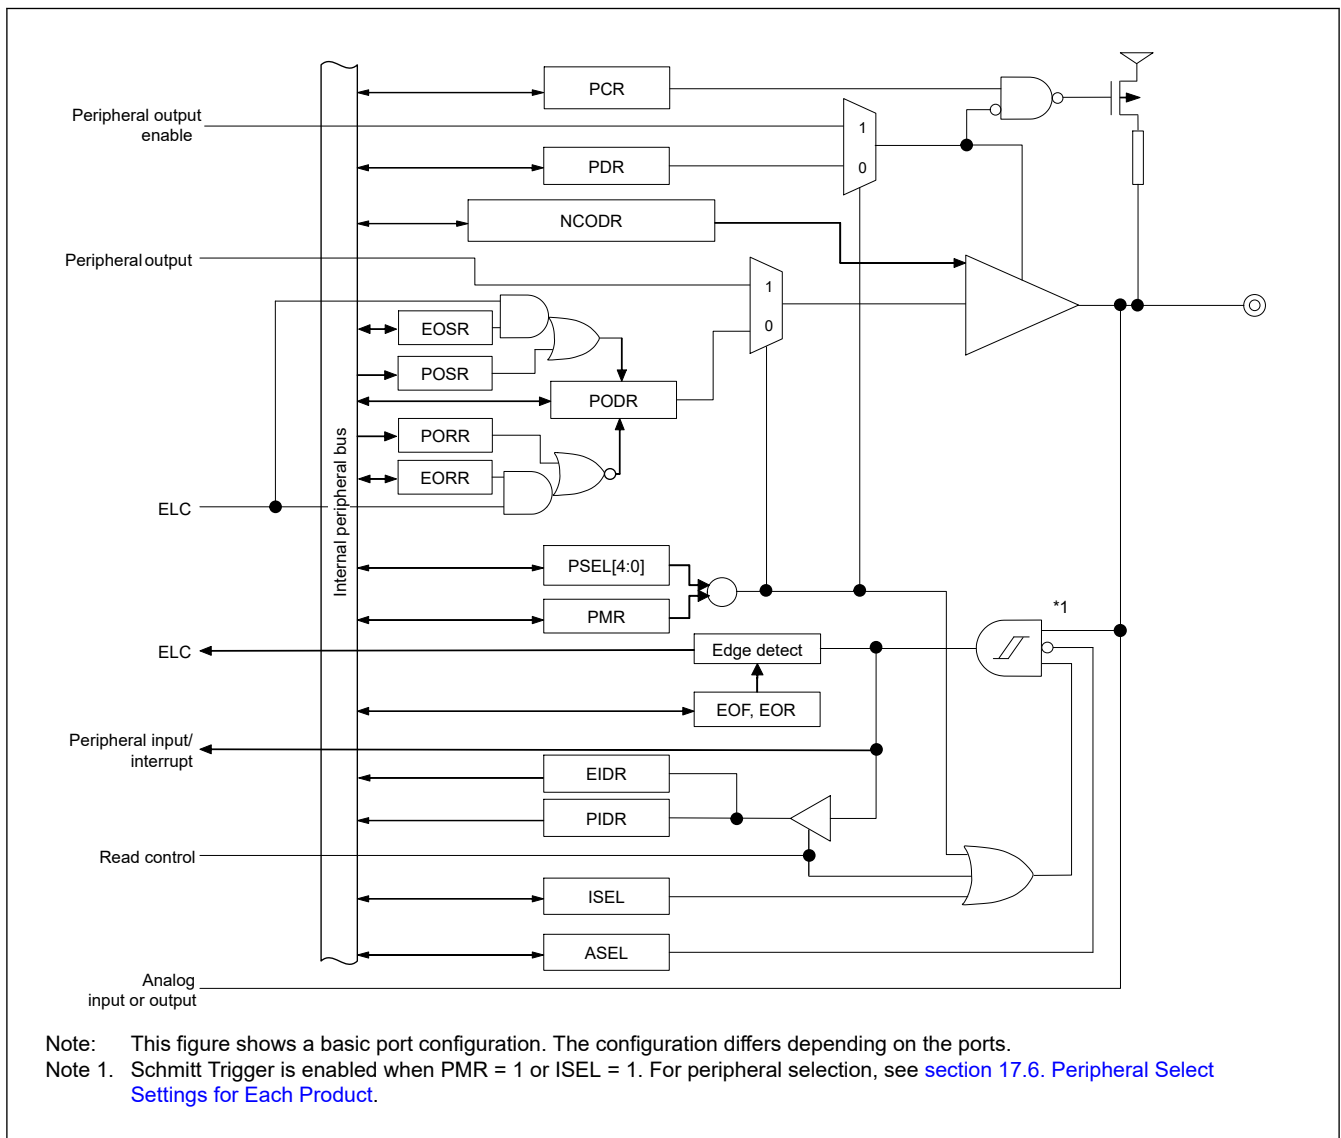 PCR
Peripheral output
enable
1
PDR
0
NCODR
Peripheral output
1
EOSR
0
POSR
PODR
PORR
EORR
ELC
Internal peripheral bus
PSEL[4:0]
PMR
*1
ELC
Edge detect
EOF, EOR
Peripheral input/
interrupt
EIDR
PIDR
Read control
ISEL
ASEL
Analog
input or output
Note: This figure shows a basic port configuration. The configuration differs depending on the ports.
Note 1. Schmitt Trigger is enabled when PMR = 1 or ISEL = 1. For peripheral selection, see section 17.6. Peripheral Select
Settings for Each Product.